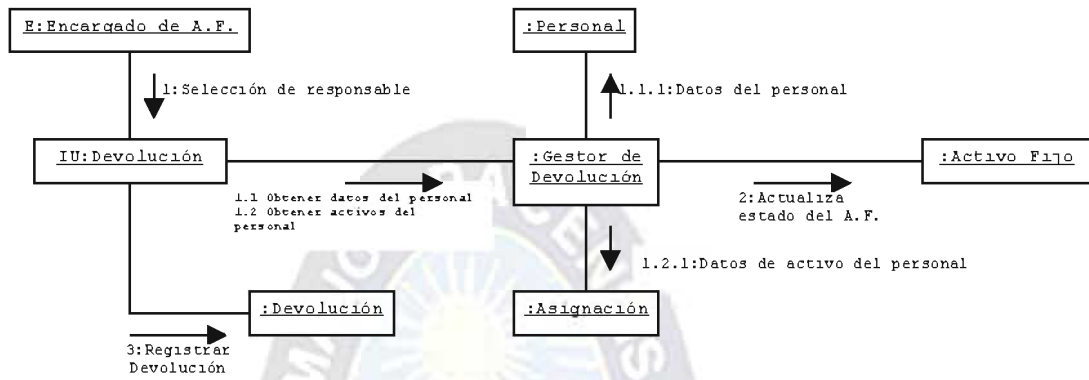 E:Encargado de A.F.
:Personal
1:Selección de responsable
1.1.1:Datos del personal
IU:Devolución
:Gestor de
Devolución
:Activo Fijo
1.1 Obtener datos del personal
1.2 Obtener activos del
personal
2:Actualiza
estado del A.F.
1.2.1:Datos de activo del personal
:Devolución
:Asignación
3:Registrar
Devolución